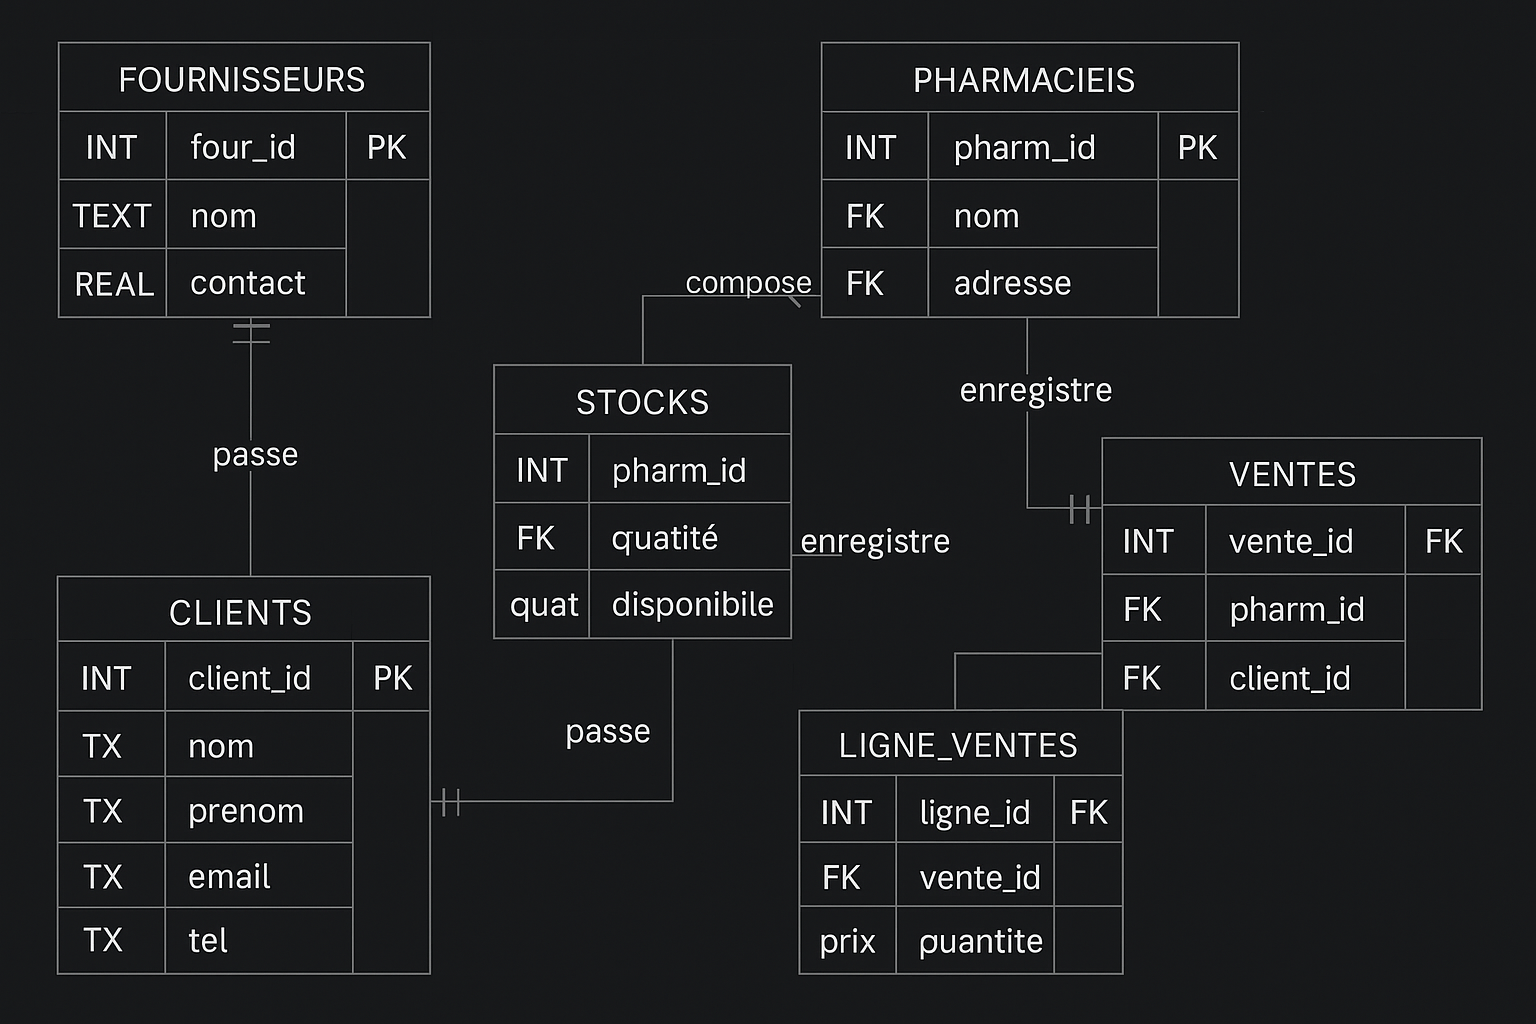 FOURNISSEURS
INT four_id PK
TEXT nom
REAL contact
passe
PHARMACIEIS
INT pharm_id PK
FK nom
FK adresse
compose
enregistre
STOCKS
INT pharm_id
FK quatité
quat disponibile
enregistre
passe
VENTES
INT vente_id FK
FK pharm_id
FK client_id
CLIENTS
INT client_id PK
TX nom
TX prenom
TX email
TX tel
LIGNE_VENTES
INT ligne_id FK
FK vente_id
prix puantite